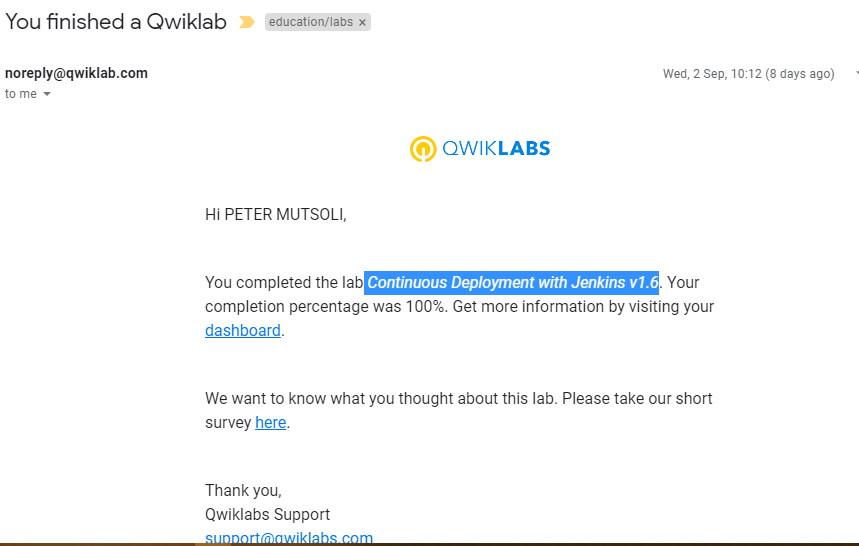 You finished a Qwiklab
education/labs ×
noreply@qwiklab.com
Wed, 2 Sep, 10:12 (8 days ago)
to me
QWIKLABS
Hi PETER MUTSOLI,
You completed the lab Continuous Deployment with Jenkins v1.6. Your
completion percentage was 100%. Get more information by visiting your
dashboard.
We want to know what you thought about this lab. Please take our short
survey here.
Thank you,
Qwiklabs Support
support@qwiklabs.com